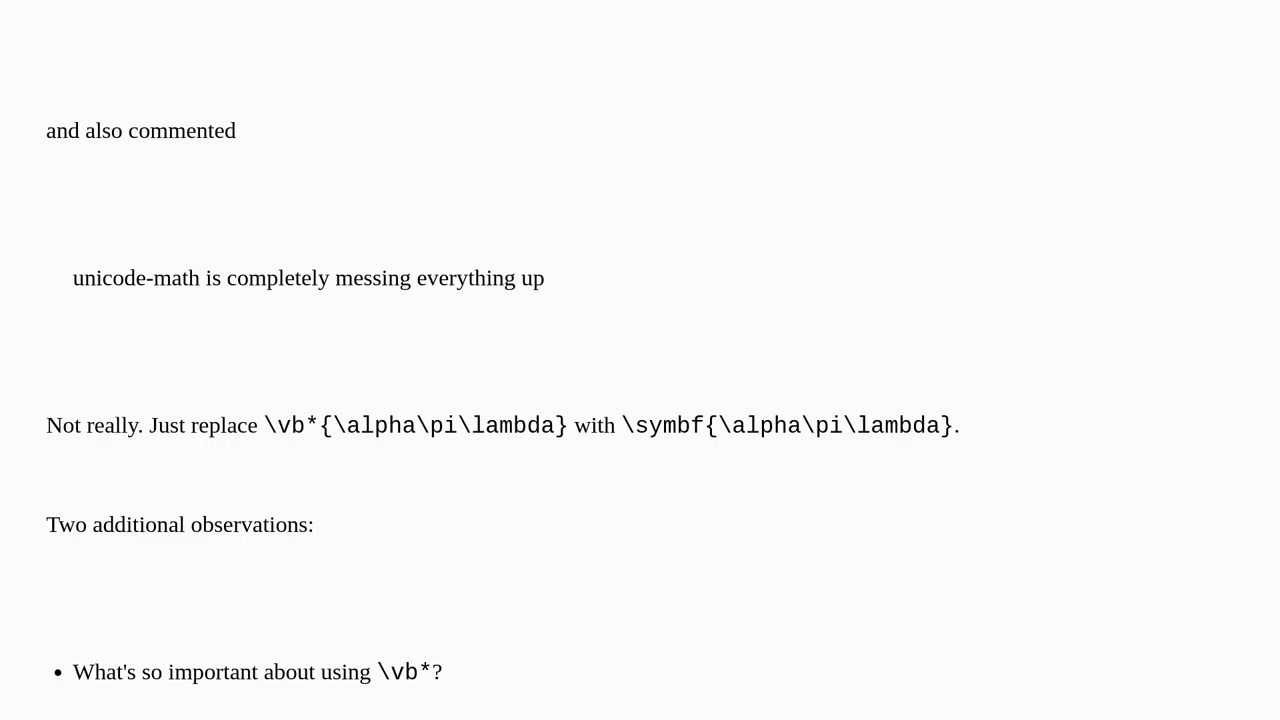 and also commented
unicode-math is completely messing everything up
Not really. Just replace \vb*{\alpha\pi\lambda} with \symbf{\alpha\pi\lambda}.
Two additional observations:
• What's so important about using \vb*?